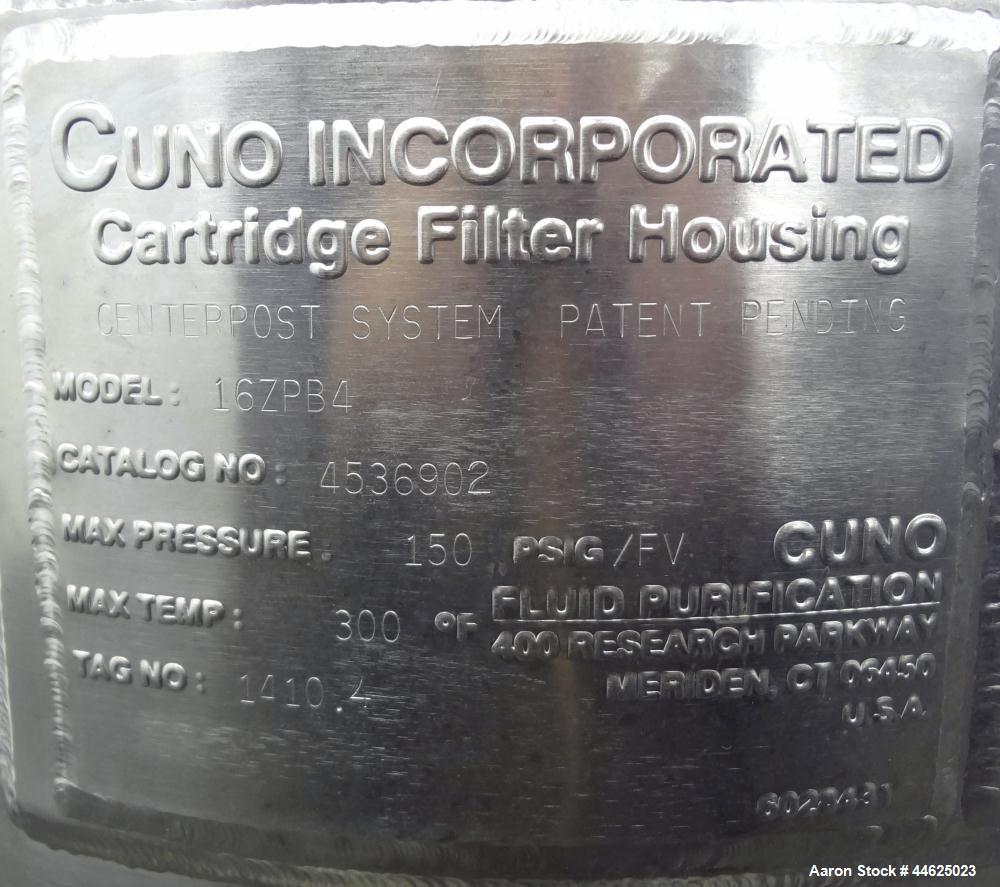 CUNO INCORPORATED
Cartridge Filter Housing
CENTERPOST SYSTEM PATENT PENDING
MODEL: 16ZPB4
CATALOG NO: 4536902
MAX PRESSURE. 150 PSIG/FV
MAX TEMP: 300 °F
TAG NO: 1410.4
CUNO
FLUID PURIFICATION
400 RESEARCH PARKWAY
MERIDEN, CT 06450
U.S.A.
Aaron Stock # 44625023